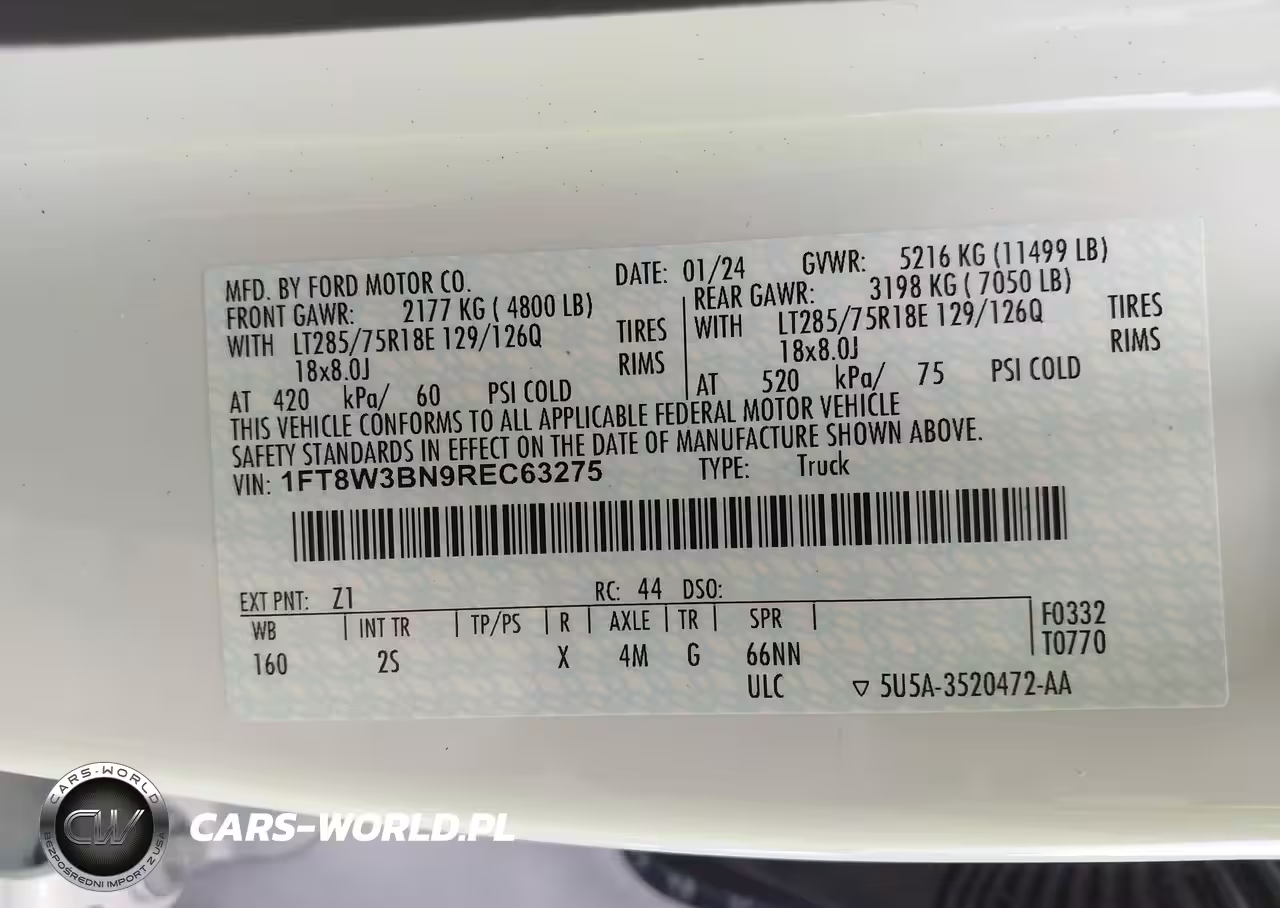 MFD. BY FORD MOTOR CO. DATE: 01/24 GVWR: 5216 KG (11499 LB)
FRONT GAWR: 2177 KG ( 4800 LB) REAR GAWR: 3198 KG ( 7050 LB)
WITH LT285/75R18E 129/126Q TIRES WITH LT285/75R18E 129/126Q TIRES
18x8.0J RIMS 18x8.0J RIMS
AT 420 kPa/ 60 PSI COLD AT 520 kPa/ 75 PSI COLD
THIS VEHICLE CONFORMS TO ALL APPLICABLE FEDERAL MOTOR VEHICLE
SAFETY STANDARDS IN EFFECT ON THE DATE OF MANUFACTURE SHOWN ABOVE.
VIN: 1FT8W3BN9REC63275 TYPE: Truck
EXT PNT: Z1 RC: 44 DSO:
WB INT TR TP/PS R AXLE TR SPR F0332
160 2S X 4M G 66NN T0770
ULC ▽ 5U5A-3520472-AA
CARS-WORLD
CW
BEZPOŚREDNI IMPORT Z USA
CARS-WORLD.PL